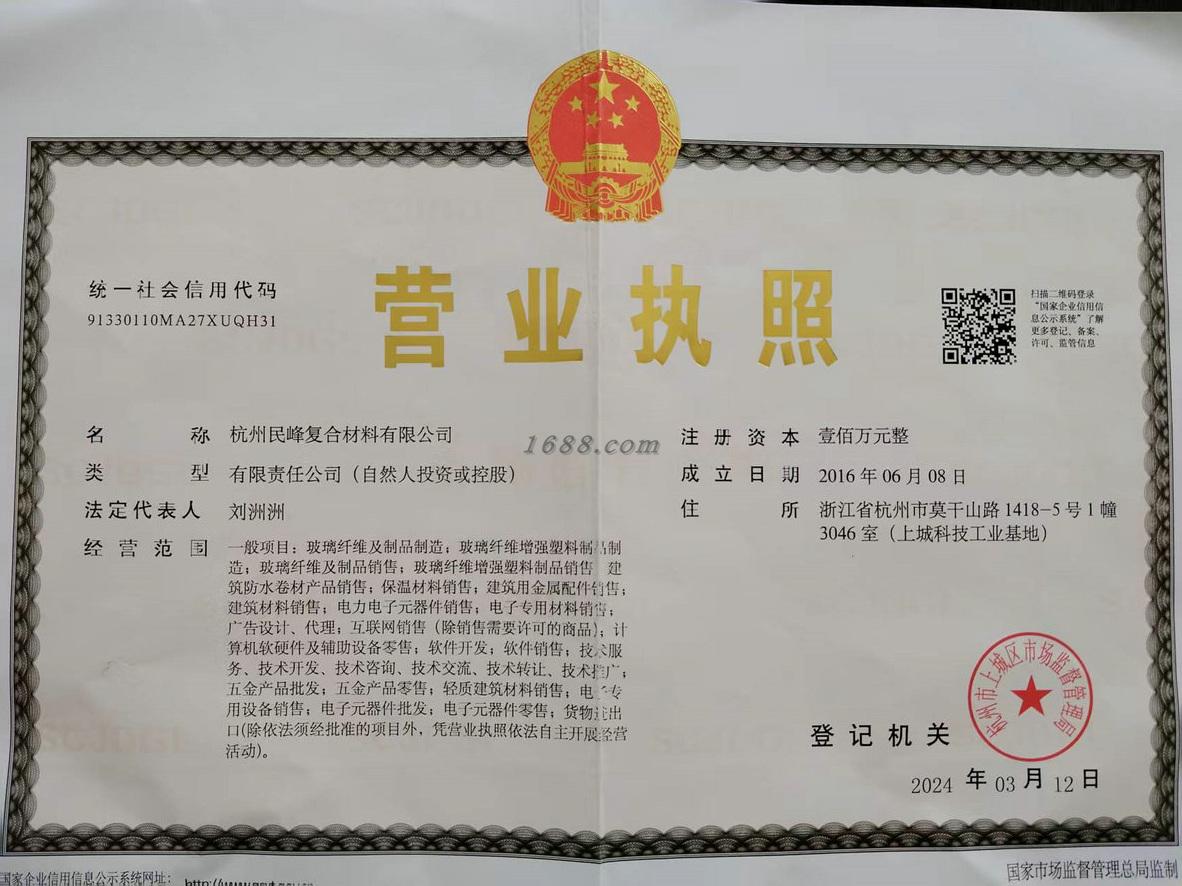 营业执照
统一社会信用代码
91330110MA27XUQH31
扫描二维码登录
“国家企业信用信
息公示系统”了解
更多登记、备案、
许可、监管信息
名称 杭州民峰复合材料有限公司
类型 有限责任公司（自然人投资或控股）
法定代表人 刘洲洲
经营范围 一般项目：玻璃纤维及制品制造；玻璃纤维增强塑料制品制
造；玻璃纤维及制品销售；玻璃纤维增强塑料制品销售 建
筑防水卷材产品销售；保温材料销售；建筑用金属配件销售；
建筑材料销售；电力电子元器件销售；电子专用材料销售；
广告设计、代理；互联网销售（除销售需要许可的商品）；计
算机软硬件及辅助设备零售；软件开发；软件销售；技术服
务、技术开发、技术咨询、技术交流、技术转让、技术推广；
五金产品批发；五金产品零售；轻质建筑材料销售；电子专
用设备销售；电子元器件批发；电子元器件零售；货物进出
口(除依法须经批准的项目外，凭营业执照依法自主开展经营
活动)。
1688.com
注册资本 壹佰万元整
成立日期 2016年06月08日
住所 浙江省杭州市莫干山路1418-5号1幢
3046室（上城科技工业基地）
杭州市上城区市场监督管理局
登记机关
2024年03月12日
国家企业信用信息公示系统网址：
国家市场监督管理总局监制